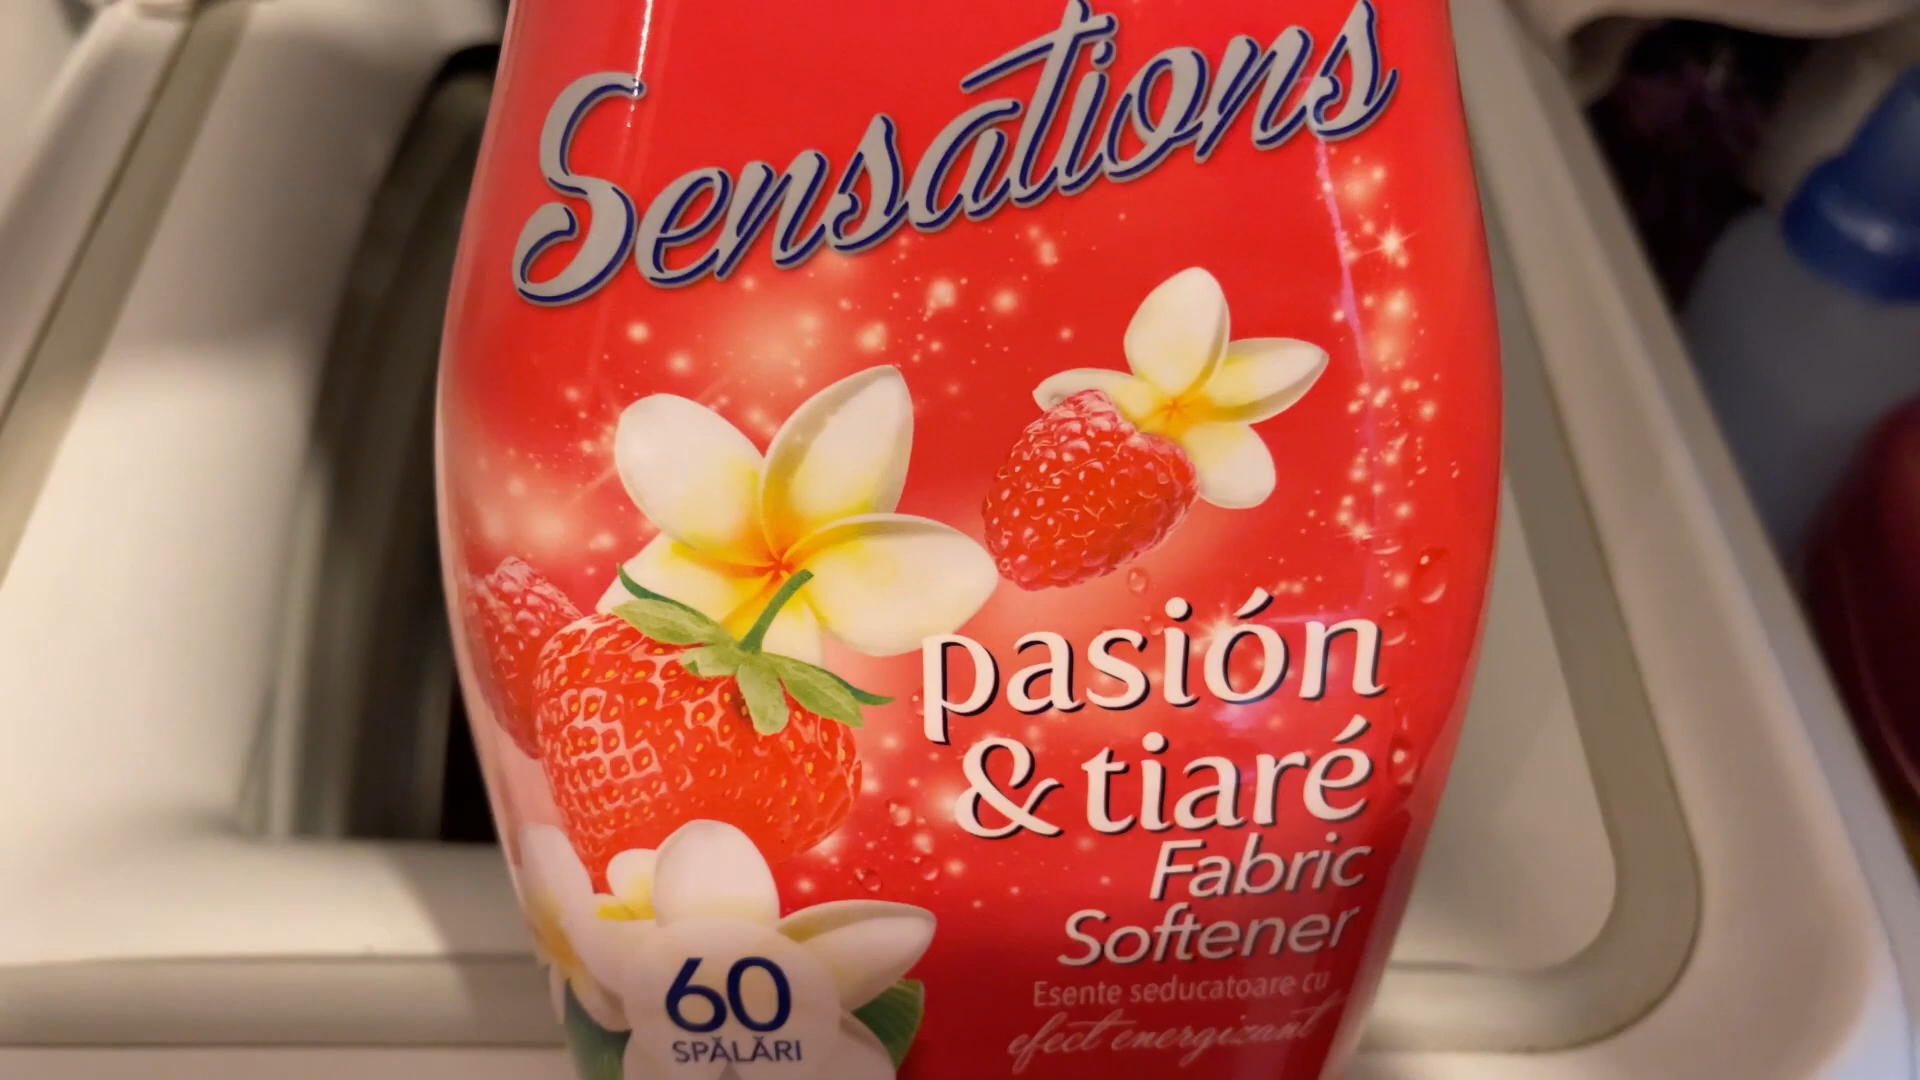 Sensations
pasión
& tiaré
Fabric
Softener
Esente seducatoare cu
efect energizant
60
SPĂLĂRI